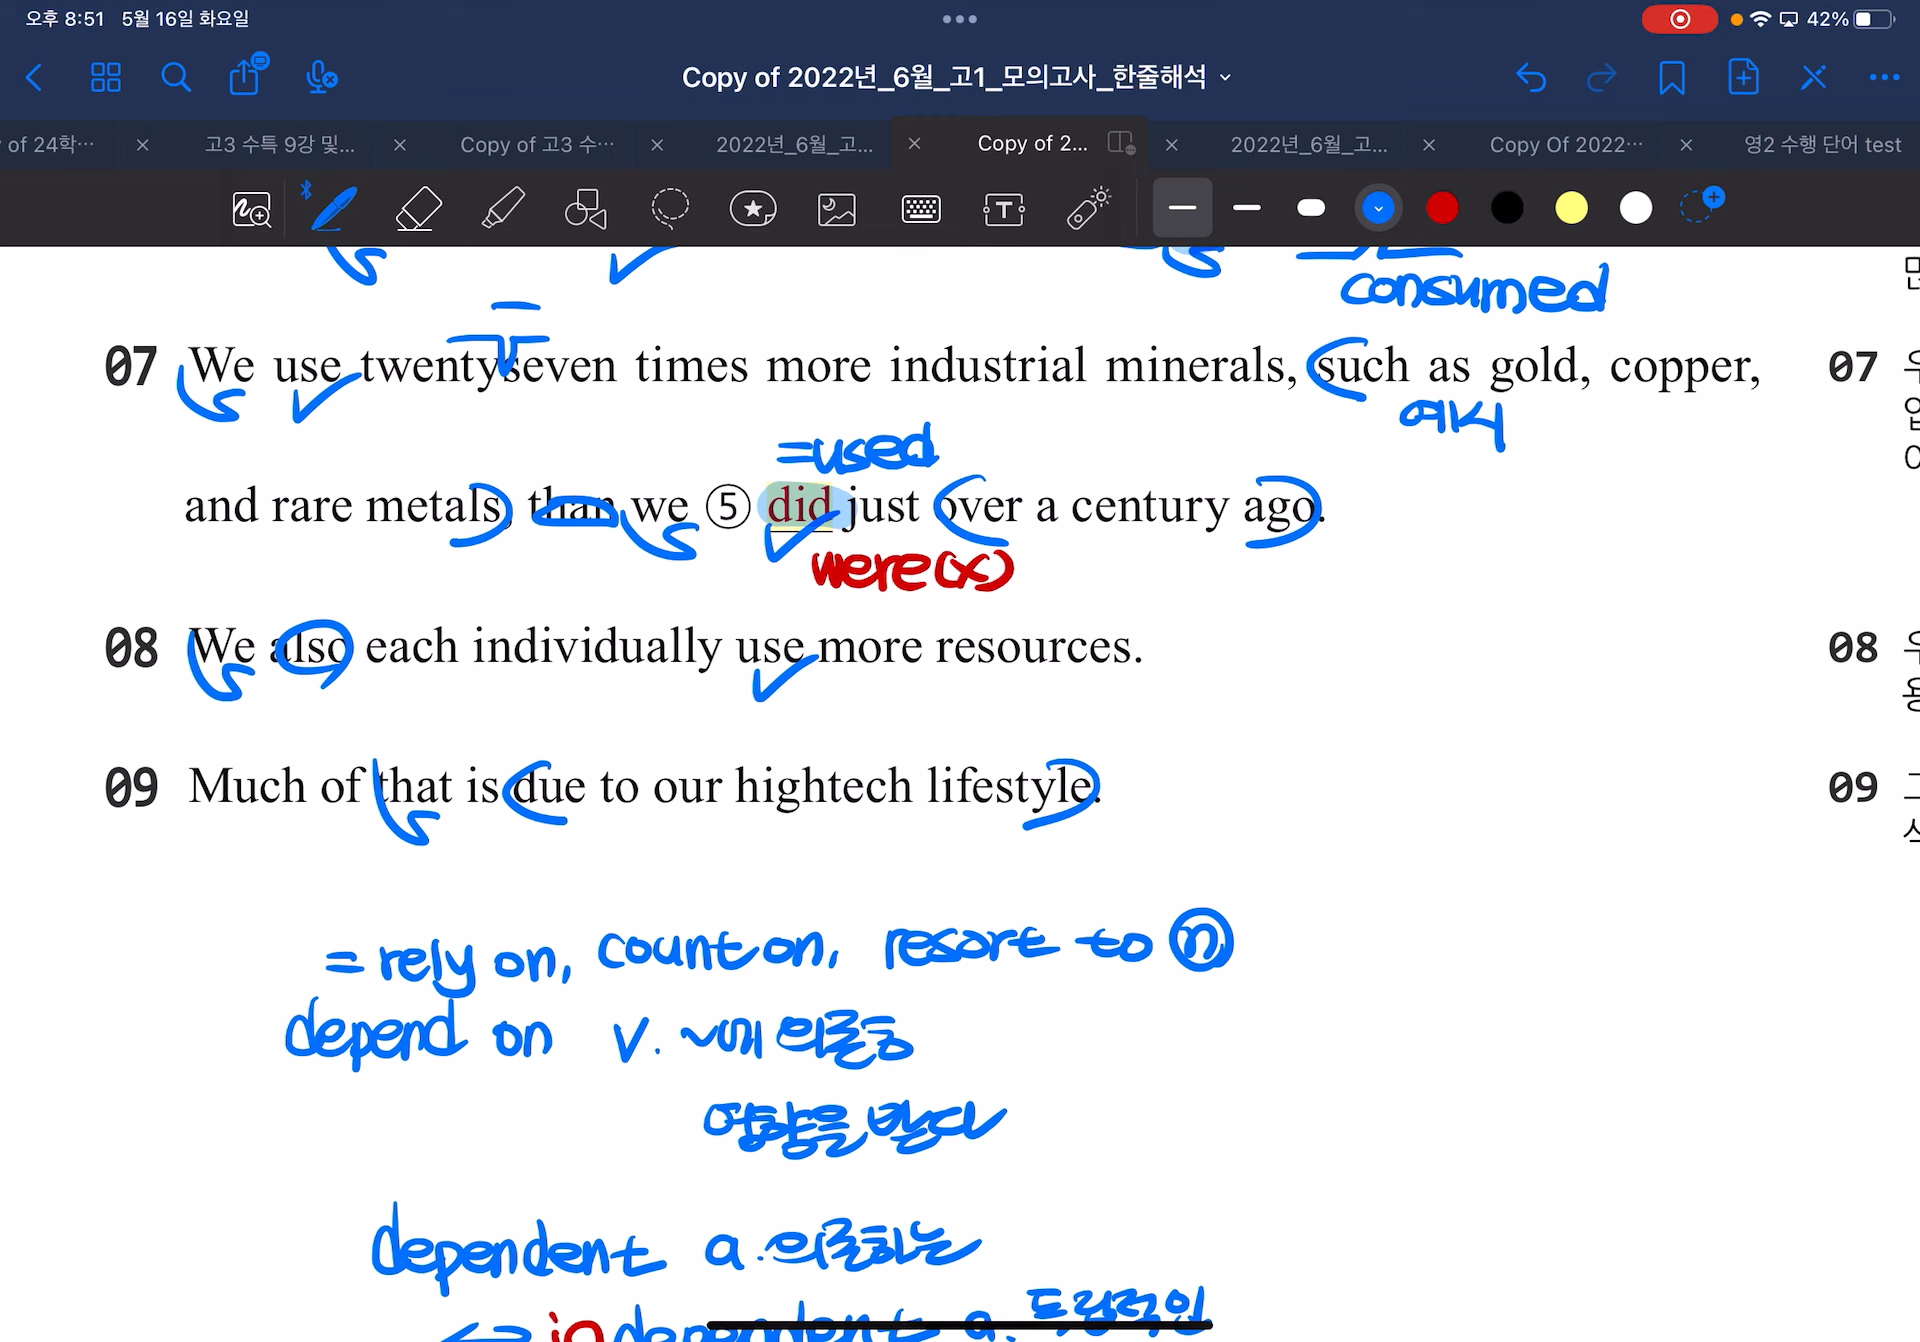 오후 8:51 5월 16일 화요일
42%
Copy of 2022년_6월_고1_모의고사_한줄해석
of 24학…
고3 수특 9강 및...
Copy of 고3 수…
2022년_6월_고...
Copy of 2...
2022년_6월_고...
Copy Of 2022…
영2 수행 단어 test
consumed
07 We use twentyseven times more industrial minerals, such as gold, copper,
07
예시
=used
and rare metals, than we ⑤ did just over a century ago.
were(x)
08 We also each individually use more resources.
08
09 Much of that is due to our hightech lifestyle.
09
= rely on, count on, resort to ⓝ
depend on v. ~에 의존
영향을 받다
dependent a. 의존하는
↔ independent a. 독립적인